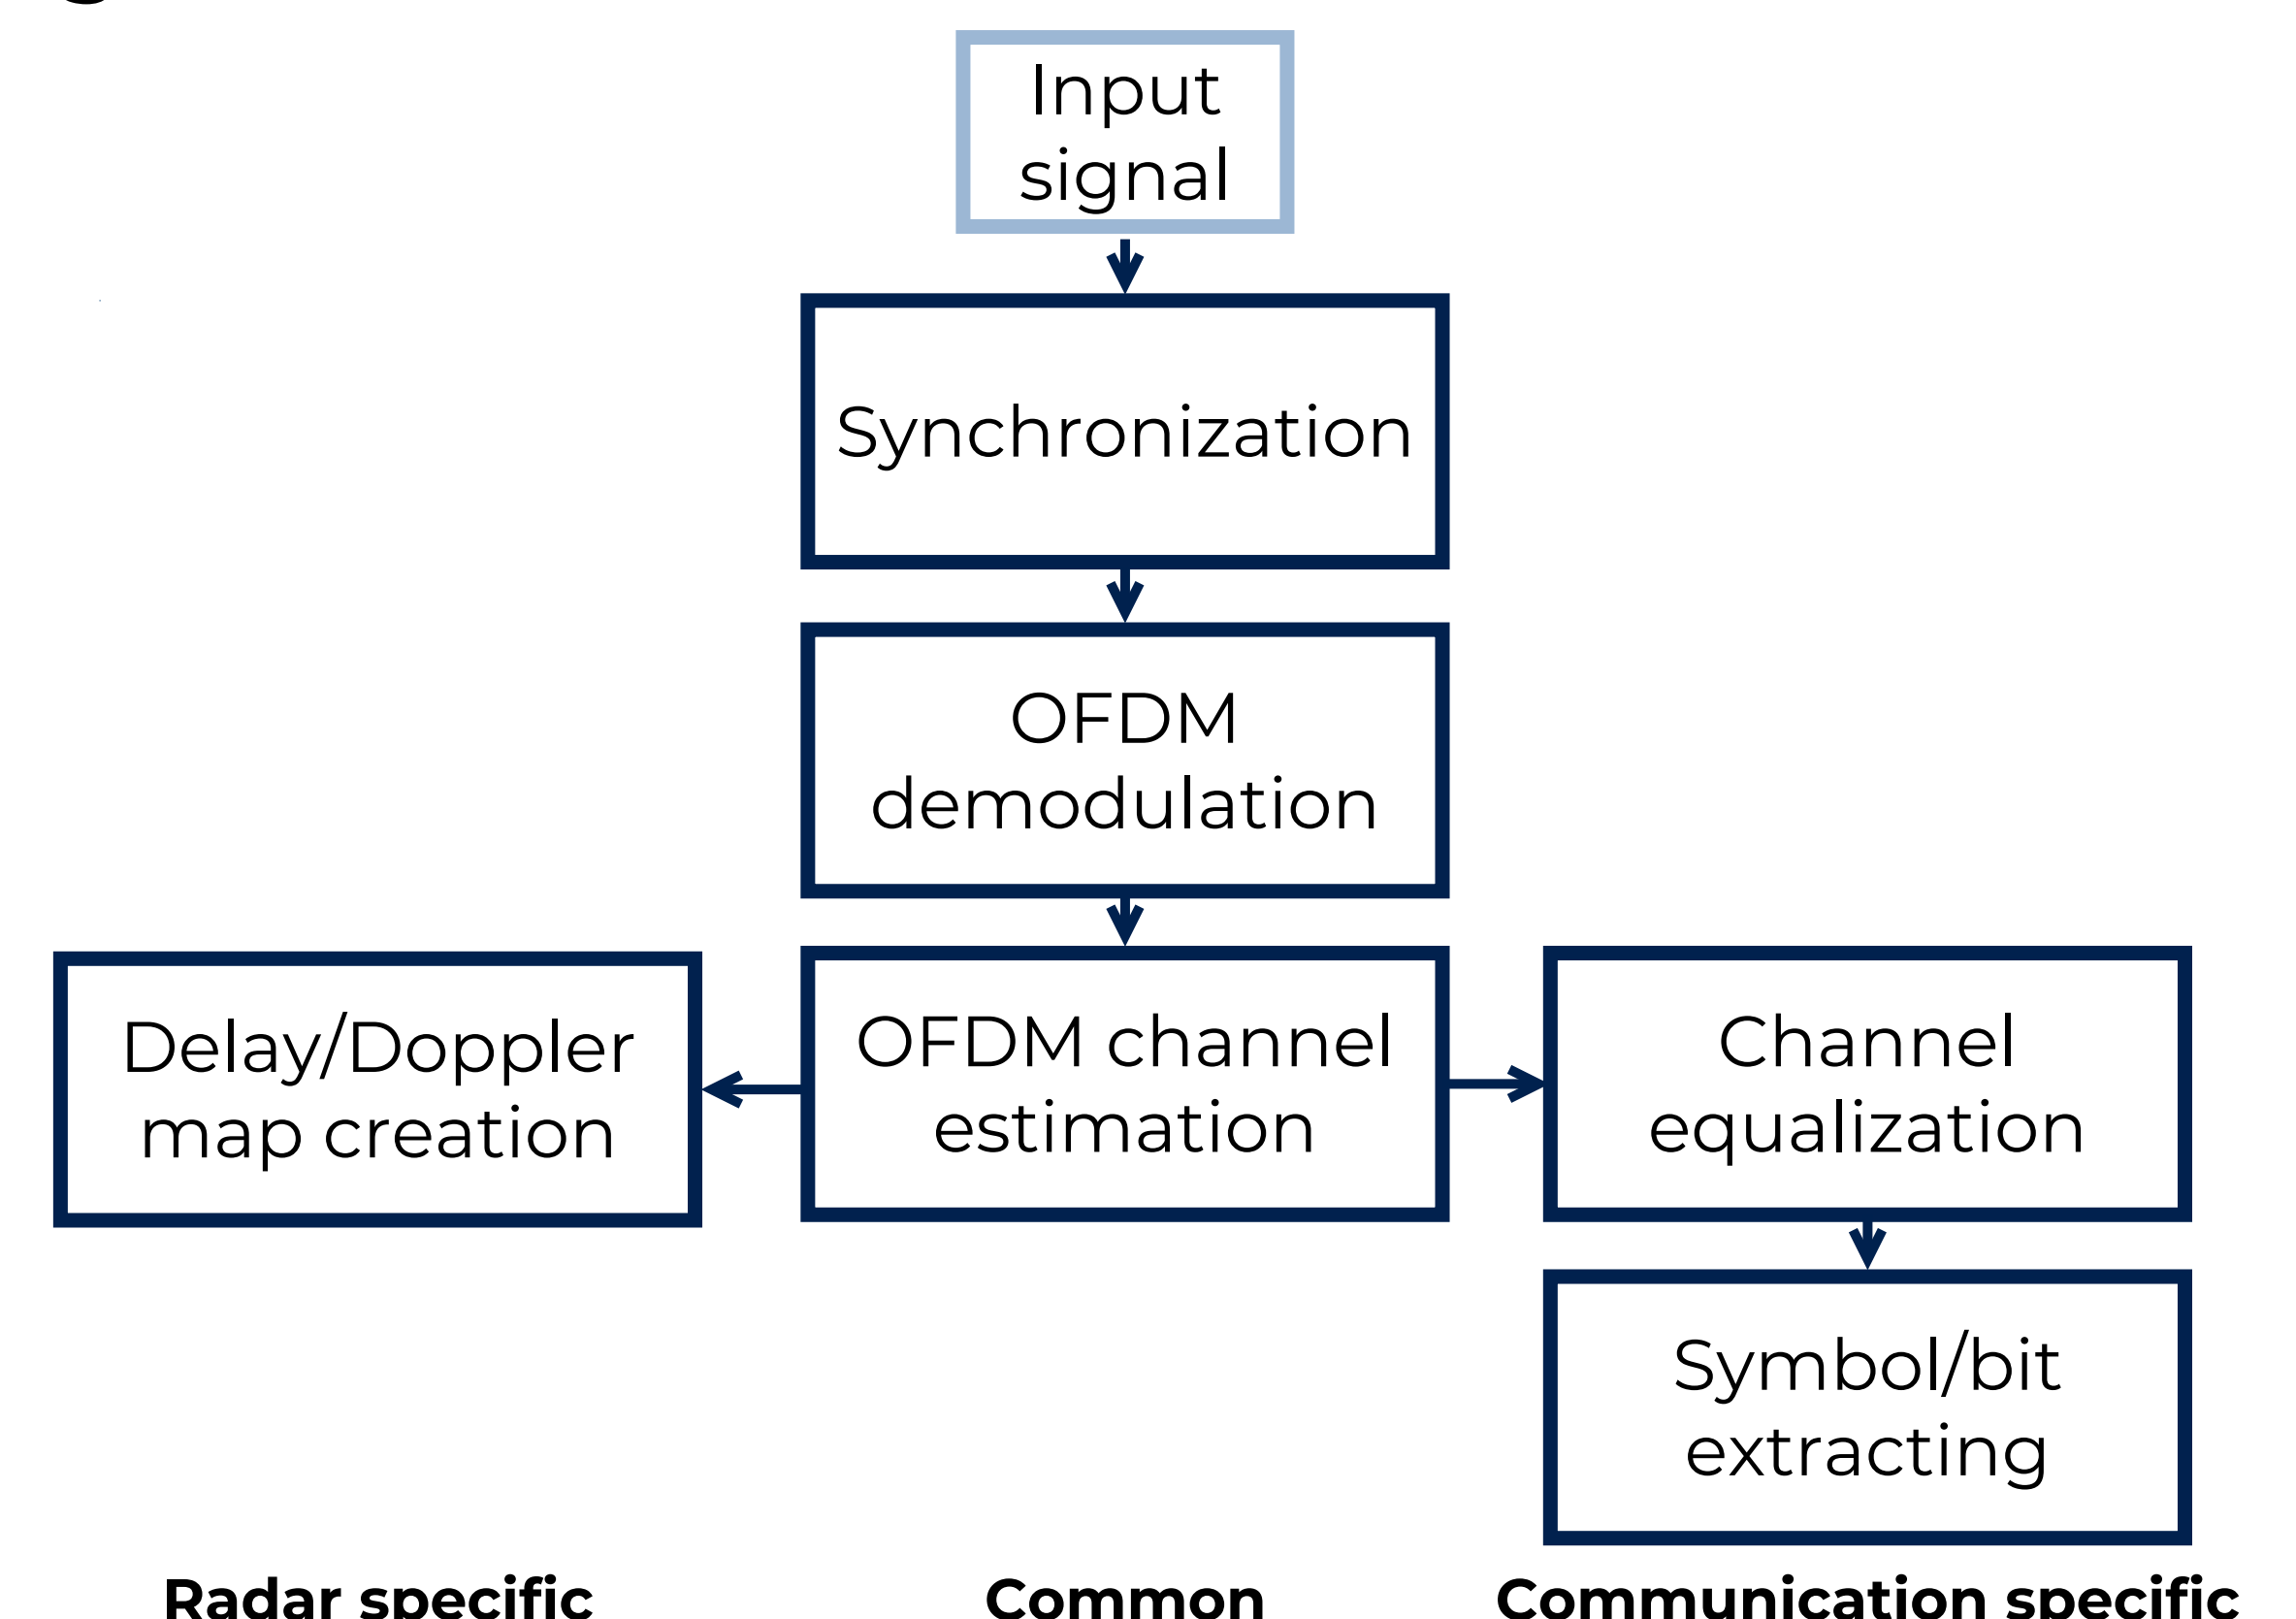 Input
signal
Synchronization
OFDM
demodulation
Delay/Doppler
map creation
OFDM channel
estimation
Channel
equalization
Symbol/bit
extracting
Radar specific
Common
Communication specific